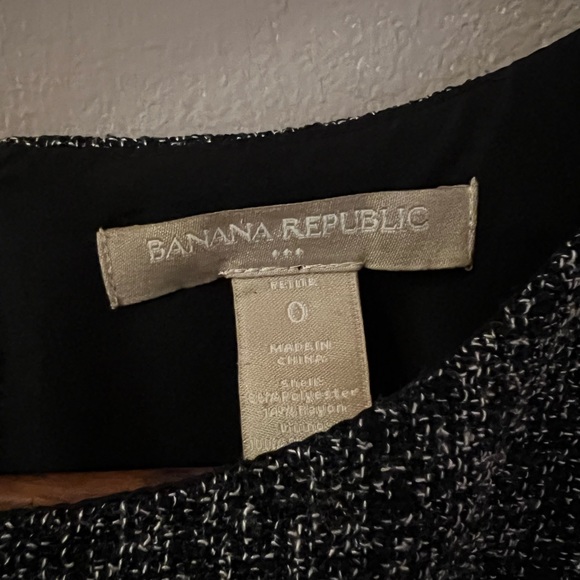 BANANA REPUBLIC
PETITE
0
MADE IN
CHINA
Shell:
Polyester
Rayon